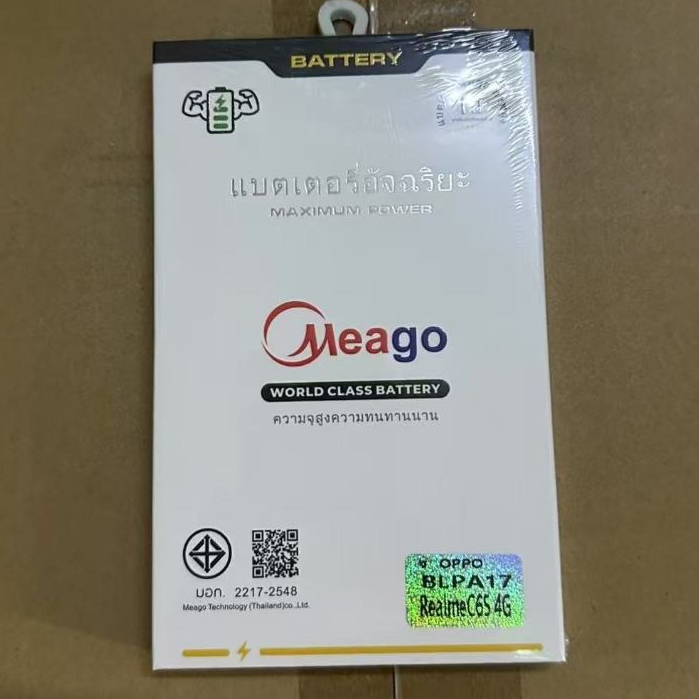 BATTERY
แบตเตอรี่อัจฉริยะ
MAXIMUM POWER
Meago
WORLD CLASS BATTERY
ความจุสูงความทนทานนาน
มอก. 2217-2548
Meago Technology (Thailand)co.,Ltd.
รุ่น OPPO
BLPA17
RealmeC65 4G